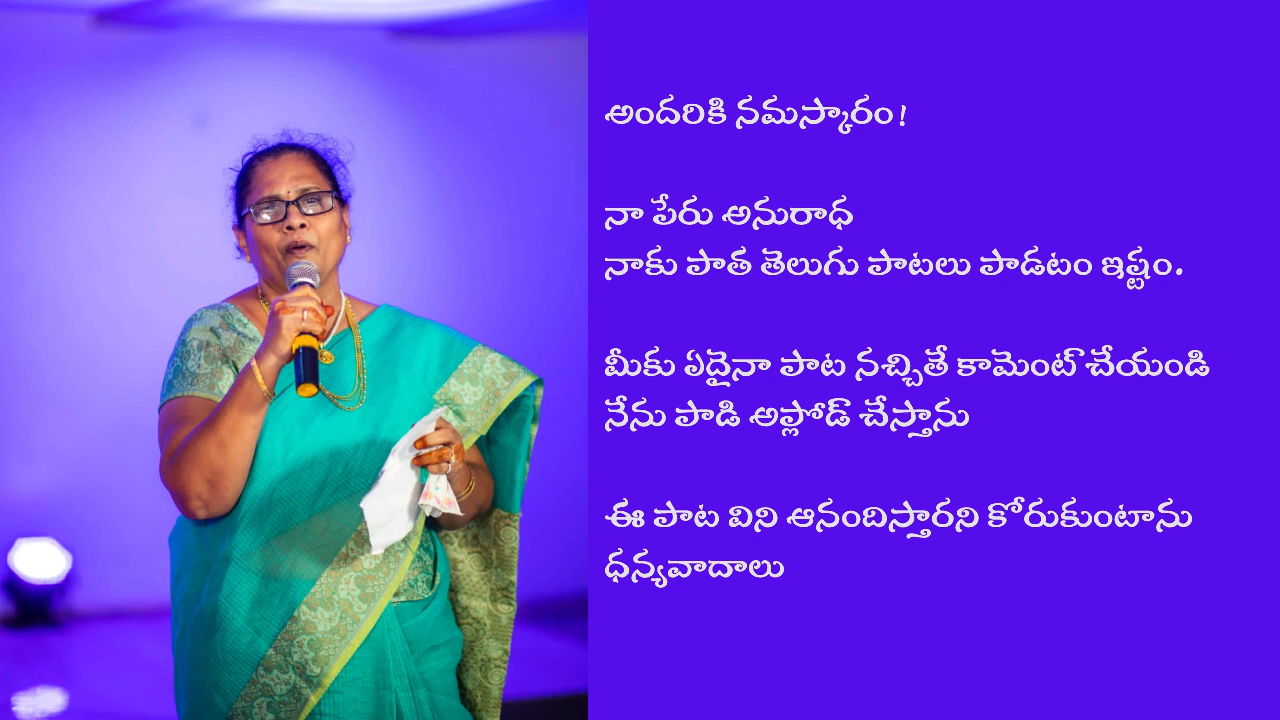 అందరికి నమస్కారం!
నా పేరు అనురాధ
నాకు పాత తెలుగు పాటలు పాడటం ఇష్టం.
మీకు ఏదైనా పాట నచ్చితే కామెంట్ చేయండి
నేను పాడి అప్లోడ్ చేస్తాను
ఈ పాట విని ఆనందిస్తారని కోరుకుంటాను
ధన్యవాదాలు